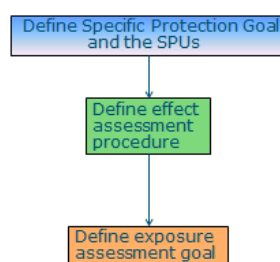 Define Specific Protection Goal
and the SPUs
Define effect
assessment
procedure
Define exposure
assessment goal